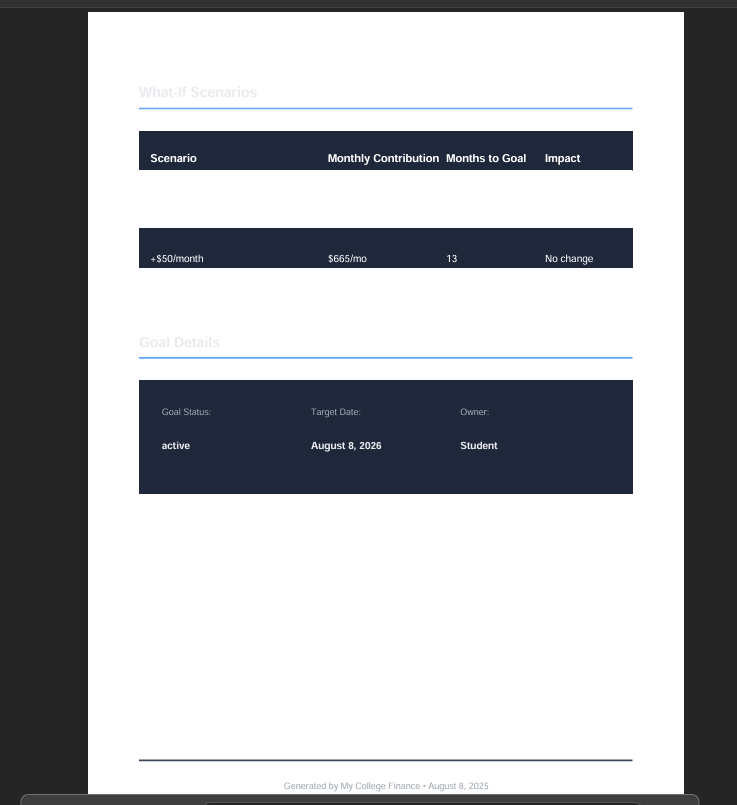 What-If Scenarios
Scenario Monthly Contribution Months to Goal Impact
+$50/month $665/mo 13 No change
Goal Details
Goal Status: Target Date: Owner:
active August 8, 2026 Student
Generated by My College Finance • August 8, 2025